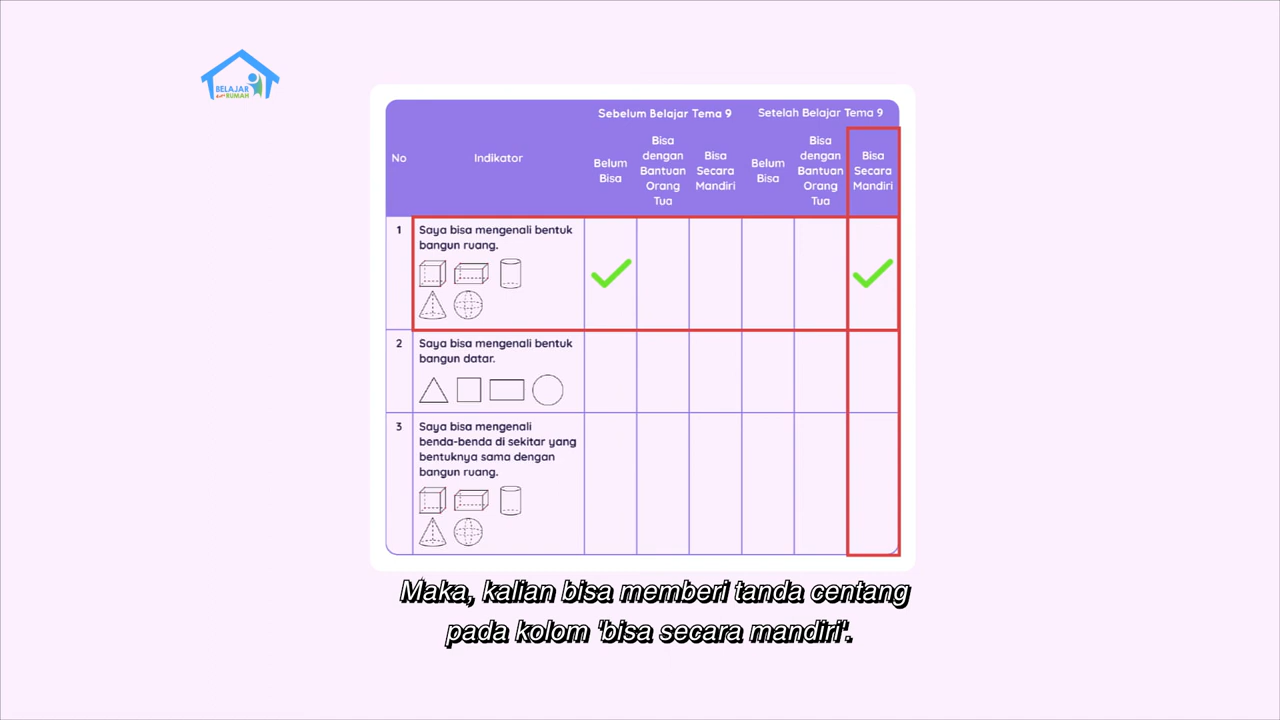 BELAJAR
dari RUMAH
Sebelum Belajar Tema 9
Setelah Belajar Tema 9
No
Indikator
Belum
Bisa
Bisa
dengan
Bantuan
Orang
Tua
Bisa
Secara
Mandiri
Belum
Bisa
Bisa
dengan
Bantuan
Orang
Tua
Bisa
Secara
Mandiri
1
Saya bisa mengenali bentuk
bangun ruang.
2
Saya bisa mengenali bentuk
bangun datar.
3
Saya bisa mengenali
benda-benda di sekitar yang
bentuknya sama dengan
bangun ruang.
Maka, kalian bisa memberi tanda centang
pada kolom 'bisa secara mandiri'.